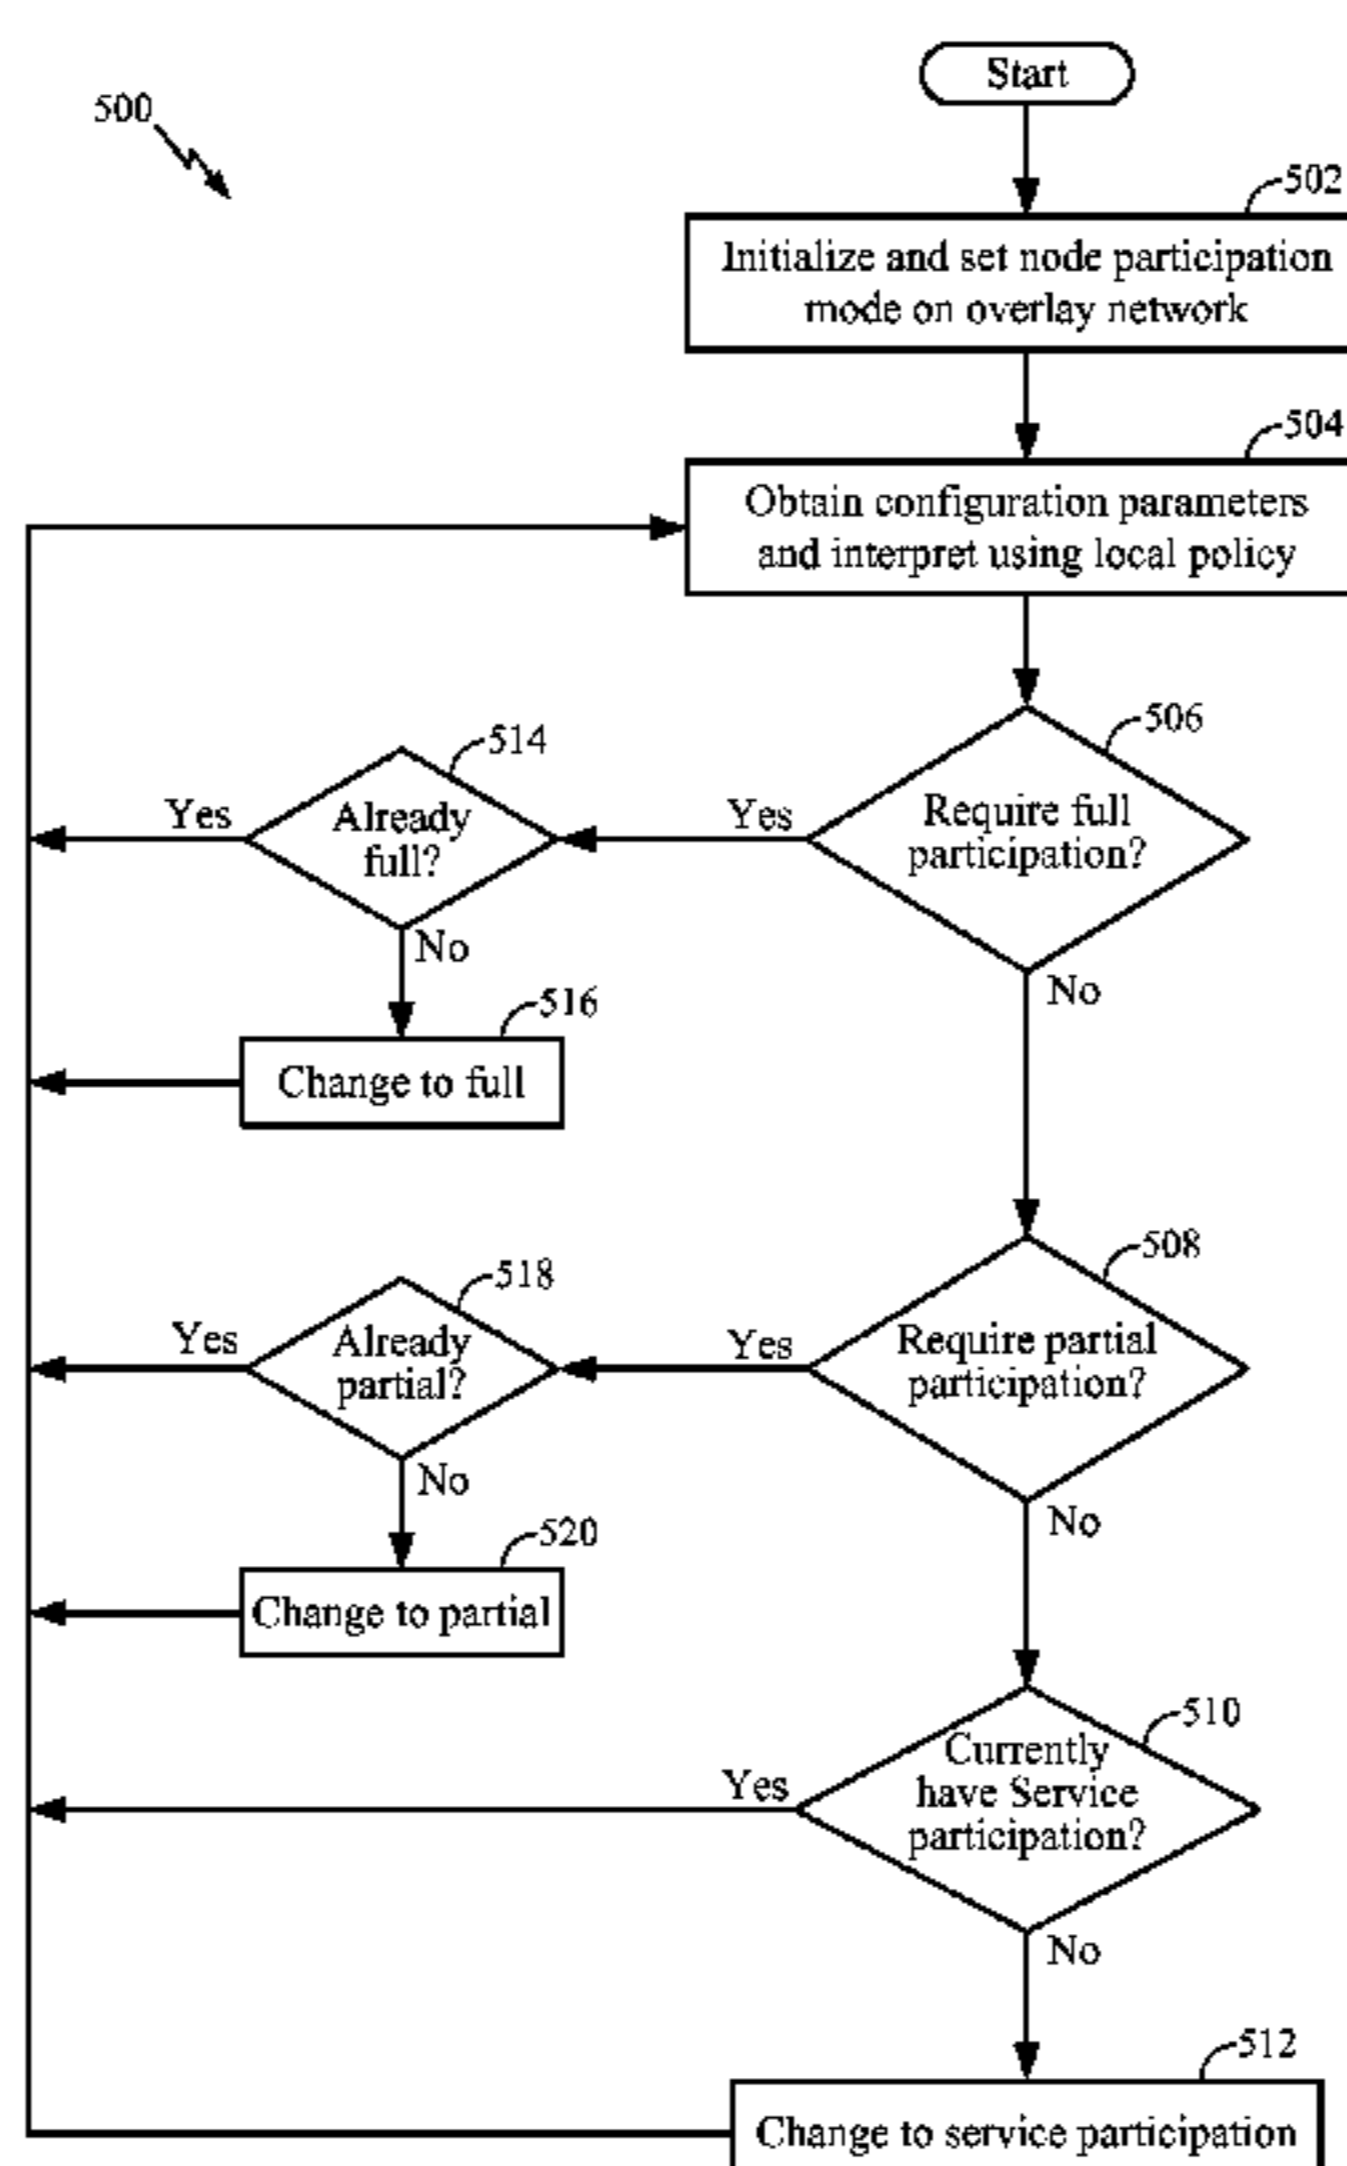 Start
500
502
Initialize and set node participation
mode on overlay network
504
Obtain configuration parameters
and interpret using local policy
506
Require full
participation?
Yes
No
514
Already
full?
Yes
No
516
Change to full
508
Require partial
participation?
Yes
No
518
Already
partial?
Yes
No
520
Change to partial
510
Currently
have Service
participation?
Yes
No
512
Change to service participation